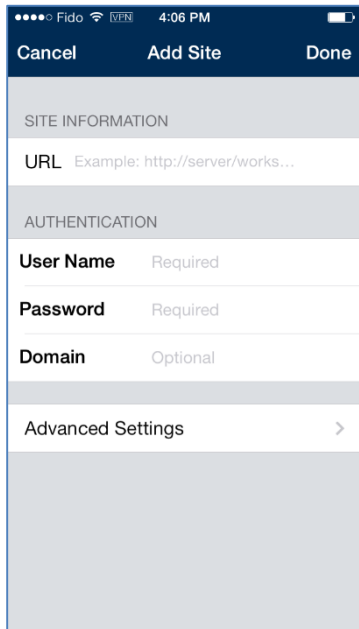 Fido VPN 4:06 PM
Cancel Add Site Done
SITE INFORMATION
URL Example: http://server/works...
AUTHENTICATION
User Name Required
Password Required
Domain Optional
Advanced Settings